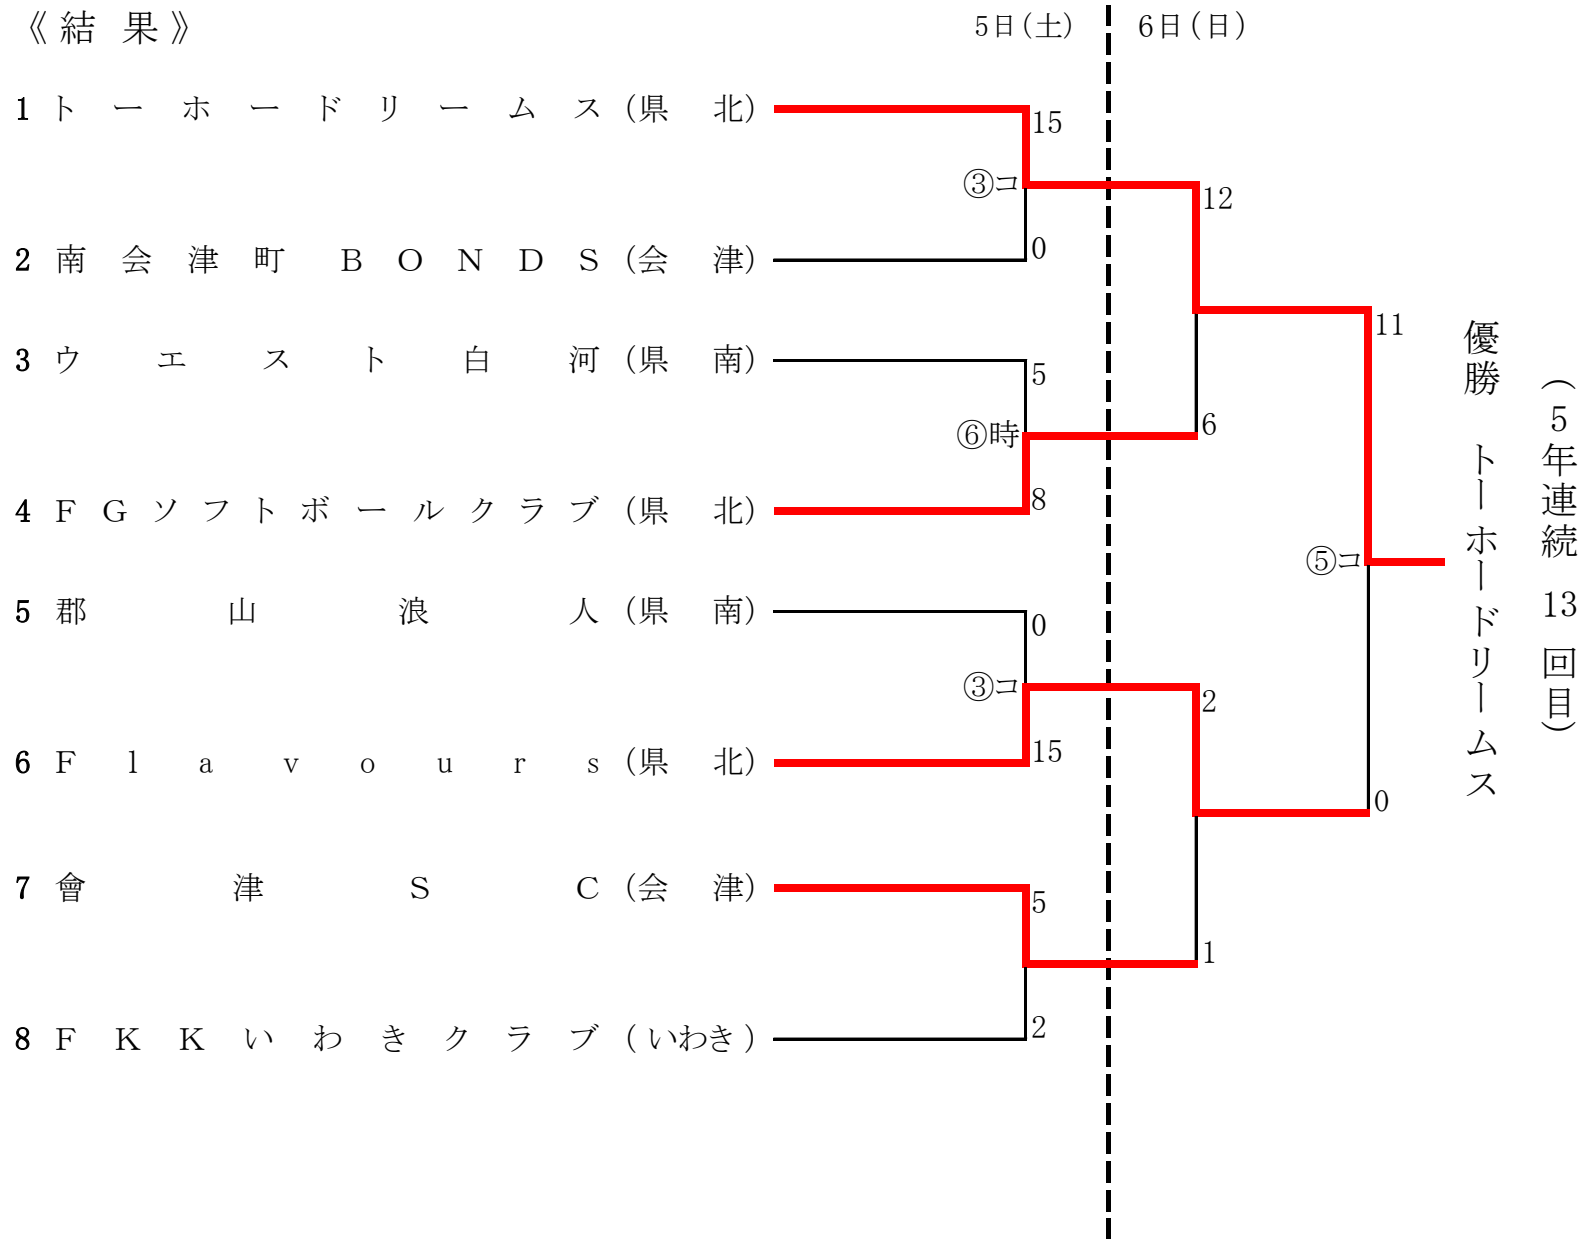 《 結 果 》
5日(土) 6日(日)
1 トーホードリームス (県 北)
15
③コ
12
2 南会津町BONDS (会 津)
0
11
3 ウエスト白河 (県 南)
5
⑥時
6
4 FGソフトボールクラブ (県 北)
8
⑤コ
5 郡山浪人 (県 南)
0
③コ
2
6 Flavours (県 北)
15
0
7 會津SC (会 津)
5
1
8 FKKいわきクラブ (いわき)
2
優勝 トーホードリームス
(5年連続 13回目)